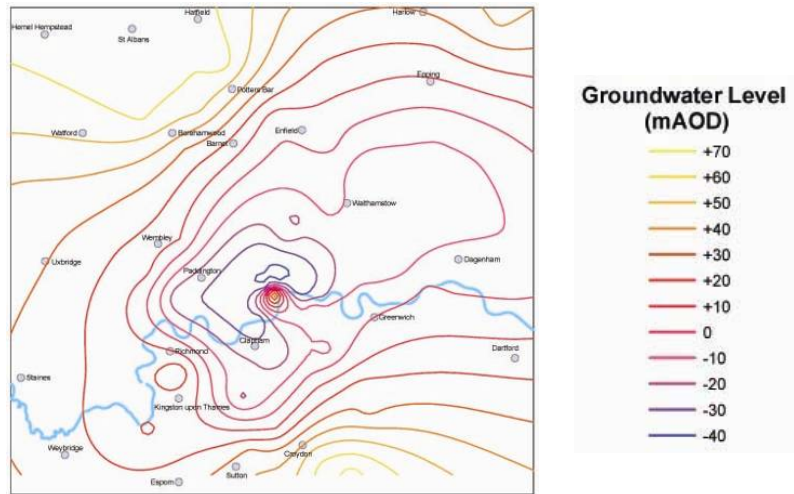 Hatfield
Harlow
Hemel Hempstead
St Albans
Epping
Potters Bar
Watford
Borehamwood
Enfield
Barnet
Walthamstow
Wembley
Uxbridge
Dagenham
Paddington
Greenwich
Clapham
Richmond
Dartford
Staines
Kingston upon Thames
Weybridge
Croydon
Sutton
Groundwater Level
(mAOD)
+70
+60
+50
+40
+30
+20
+10
0
-10
-20
-30
-40